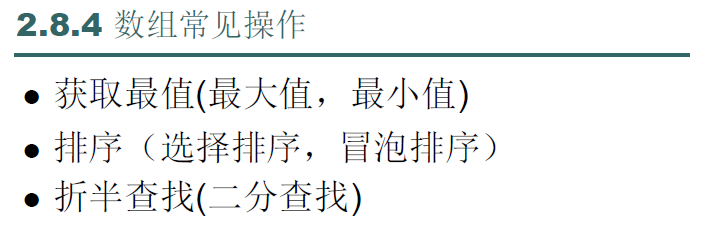 2.8.4 数组常见操作
● 获取最值(最大值，最小值)
● 排序（选择排序，冒泡排序）
● 折半查找(二分查找)